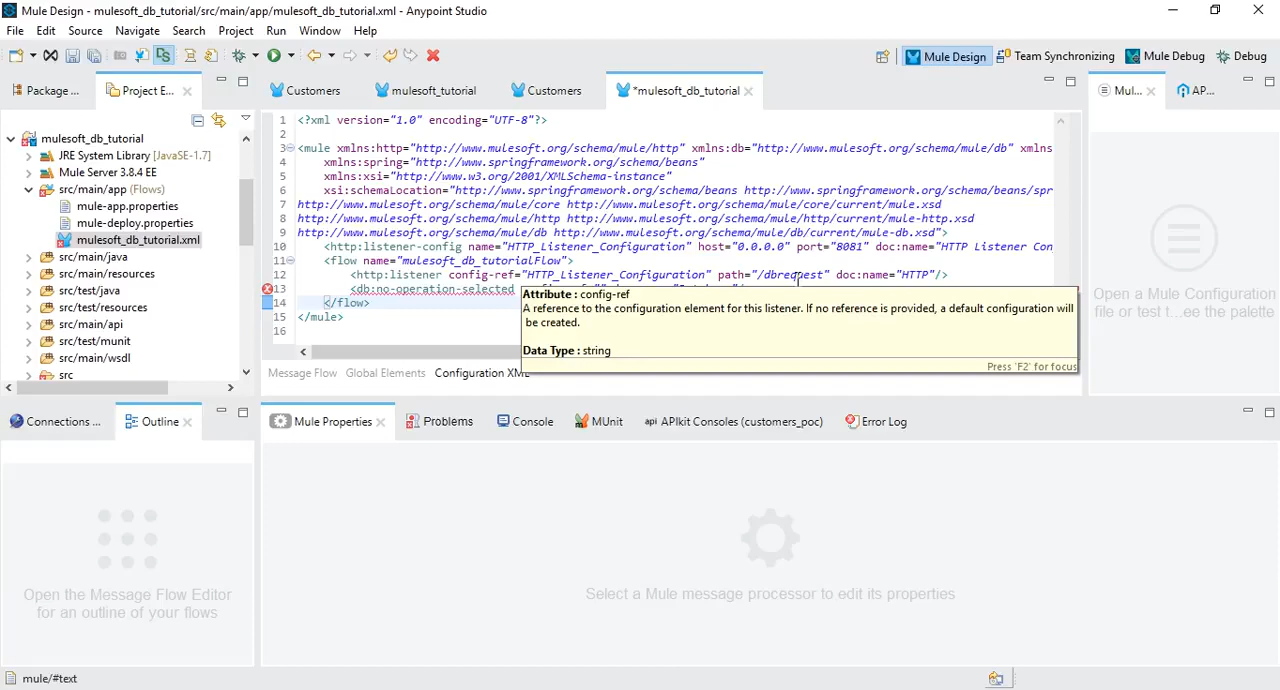 Mule Design - mulesoft_db_tutorial/src/main/app/mulesoft_db_tutorial.xml - Anypoint Studio
File Edit Source Navigate Search Project Run Window Help
Mule Design Team Synchronizing Mule Debug Debug
Package ... Project E...
Customers mulesoft_tutorial Customers *mulesoft_db_tutorial
Mul... AP...
mulesoft_db_tutorial
JRE System Library [JavaSE-1.7]
Mule Server 3.8.4 EE
src/main/app (Flows)
mule-app.properties
mule-deploy.properties
mulesoft_db_tutorial.xml
src/main/java
src/main/resources
src/test/java
src/test/resources
src/main/api
src/test/munit
src/main/wsdl
src
1 <?xml version="1.0" encoding="UTF-8"?>
2
3 <mule xmlns:http="http://www.mulesoft.org/schema/mule/http" xmlns:db="http://www.mulesoft.org/schema/mule/db" xmlns
4 xmlns:spring="http://www.springframework.org/schema/beans"
5 xmlns:xsi="http://www.w3.org/2001/XMLSchema-instance"
6 xsi:schemaLocation="http://www.springframework.org/schema/beans http://www.springframework.org/schema/beans/spr
7 http://www.mulesoft.org/schema/mule/core http://www.mulesoft.org/schema/mule/core/current/mule.xsd
8 http://www.mulesoft.org/schema/mule/http http://www.mulesoft.org/schema/mule/http/current/mule-http.xsd
9 http://www.mulesoft.org/schema/mule/db http://www.mulesoft.org/schema/mule/db/current/mule-db.xsd">
10 <http:listener-config name="HTTP_Listener_Configuration" host="0.0.0.0" port="8081" doc:name="HTTP Listener Con
11 <flow name="mulesoft_db_tutorialFlow">
12 <http:listener config-ref="HTTP_Listener_Configuration" path="/dbrequest" doc:name="HTTP"/>
13 <db:no-operation-selected
14 </flow>
15 </mule>
16
Attribute : config-ref
A reference to the configuration element for this listener. If no reference is provided, a default configuration will
be created.
Data Type : string
Press 'F2' for focus
Message Flow Global Elements Configuration XML
Open a Mule Configuration
file or test t...ee the palette
Connections ... Outline
Mule Properties Problems Console MUnit APIkit Consoles (customers_poc) Error Log
api
Open the Message Flow Editor
for an outline of your flows
Select a Mule message processor to edit its properties
mule/#text